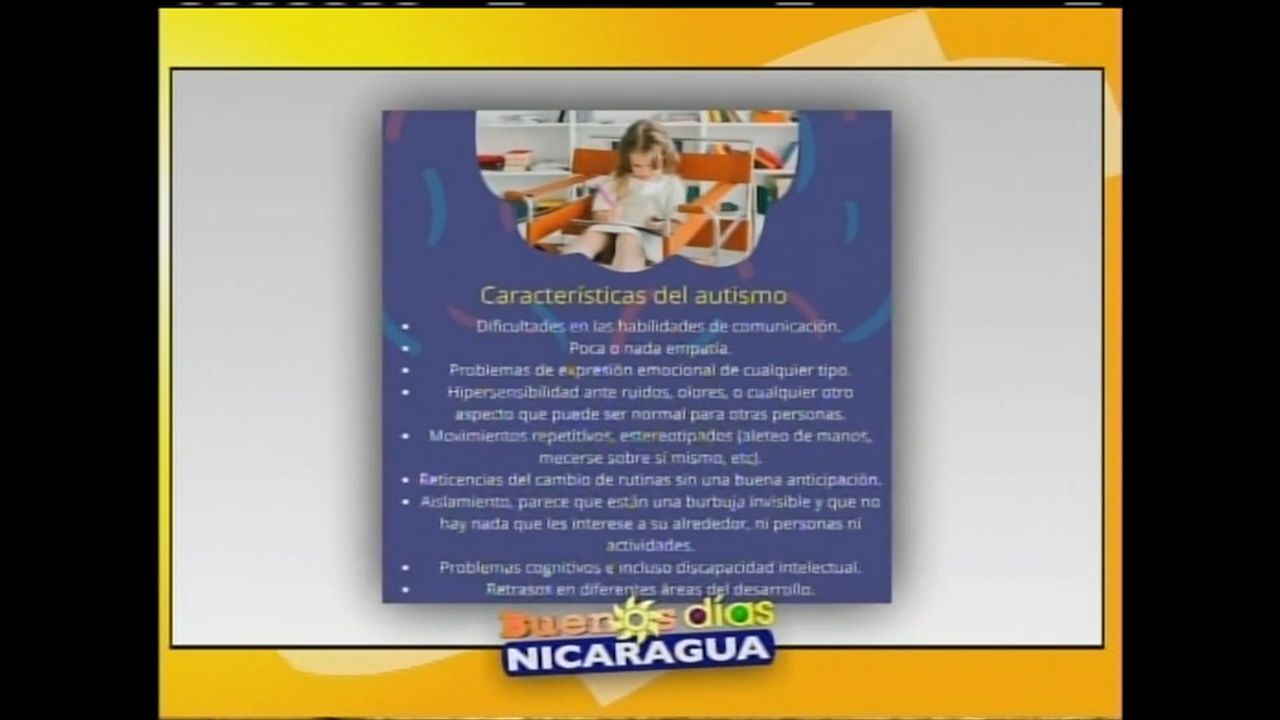 Características del autismo
• Dificultades en las habilidades de comunicación.
• Poca o nada empatía.
• Problemas de expresión emocional de cualquier tipo.
• Hipersensibilidad ante ruidos, olores, o cualquier otro
aspecto que puede ser normal para otras personas.
• Movimientos repetitivos, estereotipados (aleteo de manos,
mecerse sobre sí mismo, etc).
• Reticencias del cambio de rutinas sin una buena anticipación.
• Aislamiento, parece que están una burbuja invisible y que no
hay nada que les interese a su alrededor, ni personas ni
actividades.
• Problemas cognitivos e incluso discapacidad intelectual.
• Retrasos en diferentes áreas del desarrollo.
Buenos días
NICARAGUA